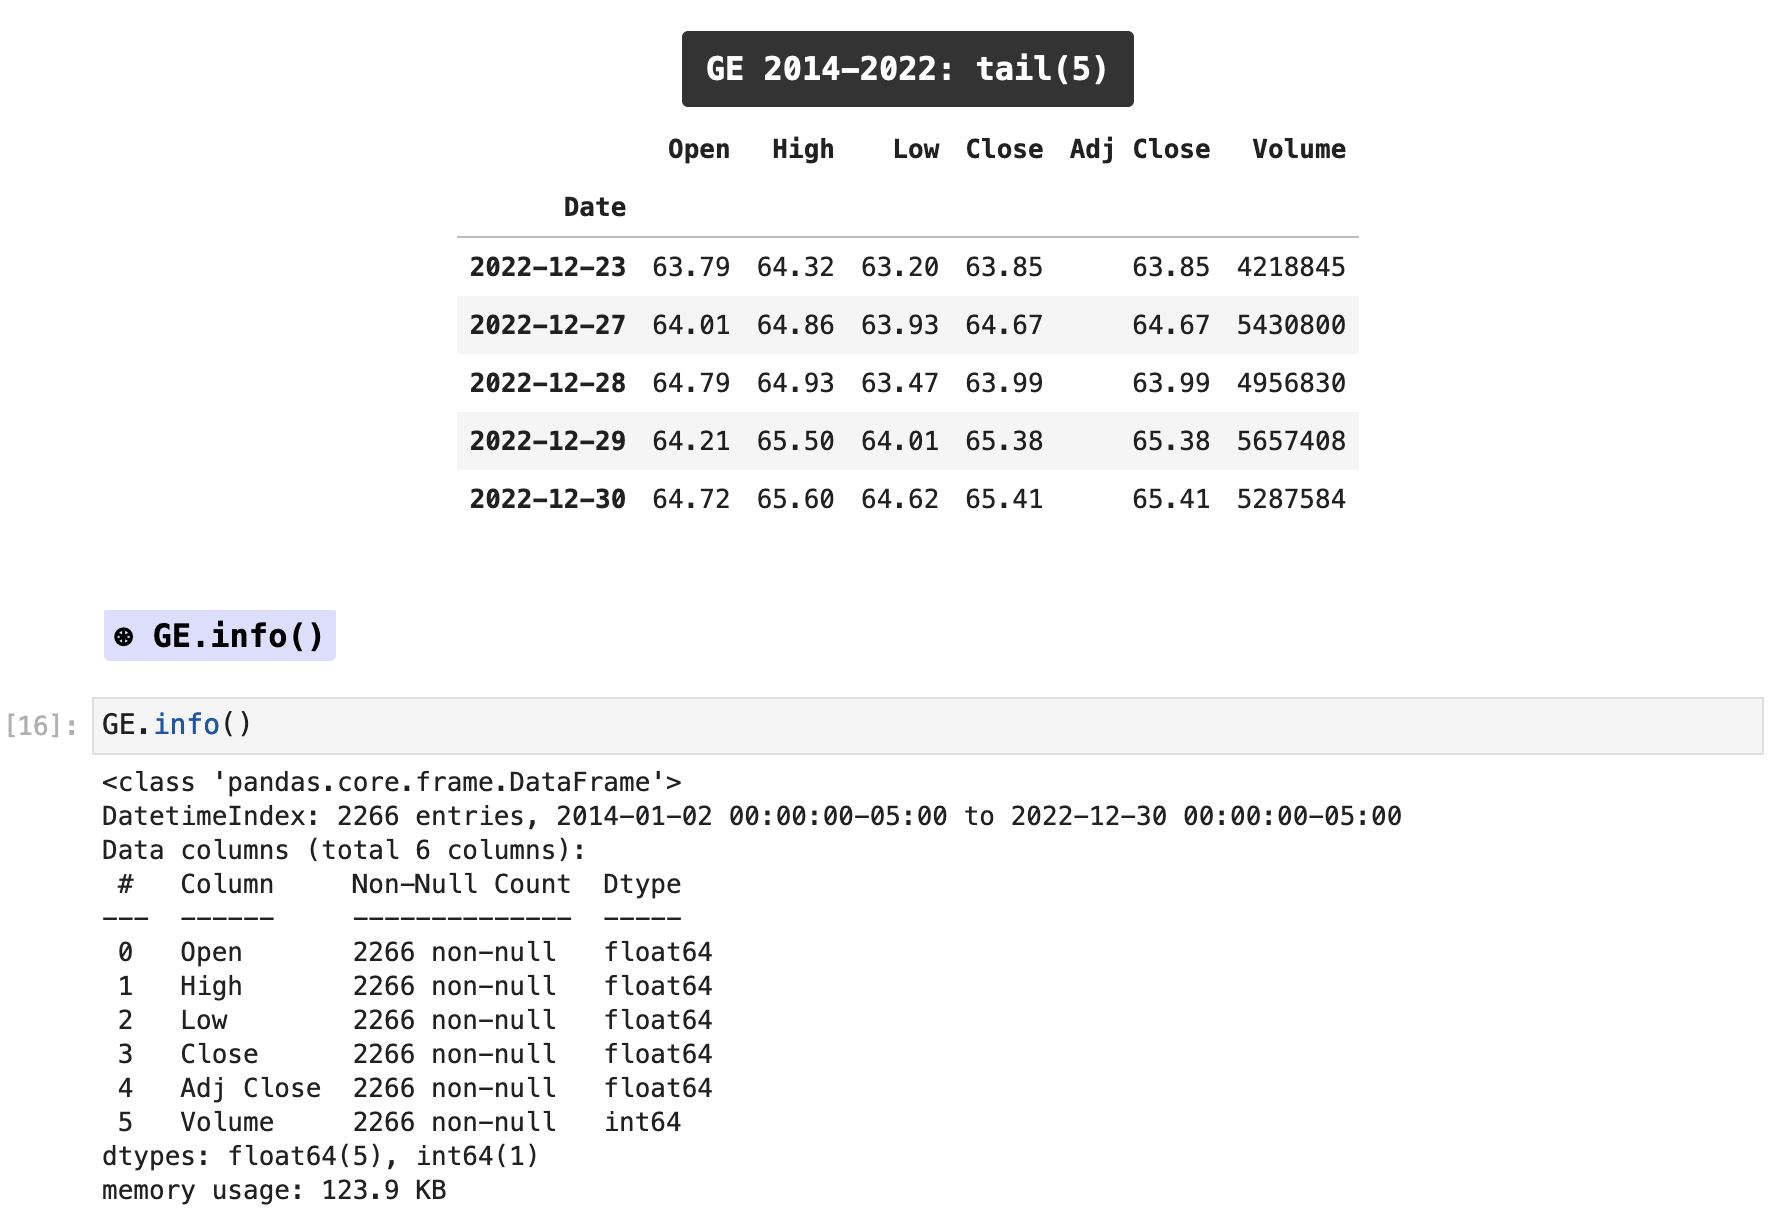 GE 2014–2022: tail(5)
Open High Low Close Adj Close Volume
Date
2022-12-23 63.79 64.32 63.20 63.85 63.85 4218845
2022-12-27 64.01 64.86 63.93 64.67 64.67 5430800
2022-12-28 64.79 64.93 63.47 63.99 63.99 4956830
2022-12-29 64.21 65.50 64.01 65.38 65.38 5657408
2022-12-30 64.72 65.60 64.62 65.41 65.41 5287584
⊛ GE.info()
[16]: GE.info()
<class 'pandas.core.frame.DataFrame'>
DatetimeIndex: 2266 entries, 2014-01-02 00:00:00-05:00 to 2022-12-30 00:00:00-05:00
Data columns (total 6 columns):
 #   Column     Non-Null Count  Dtype
---  ------     --------------  -----
 0   Open       2266 non-null   float64
 1   High       2266 non-null   float64
 2   Low        2266 non-null   float64
 3   Close      2266 non-null   float64
 4   Adj Close  2266 non-null   float64
 5   Volume     2266 non-null   int64
dtypes: float64(5), int64(1)
memory usage: 123.9 KB